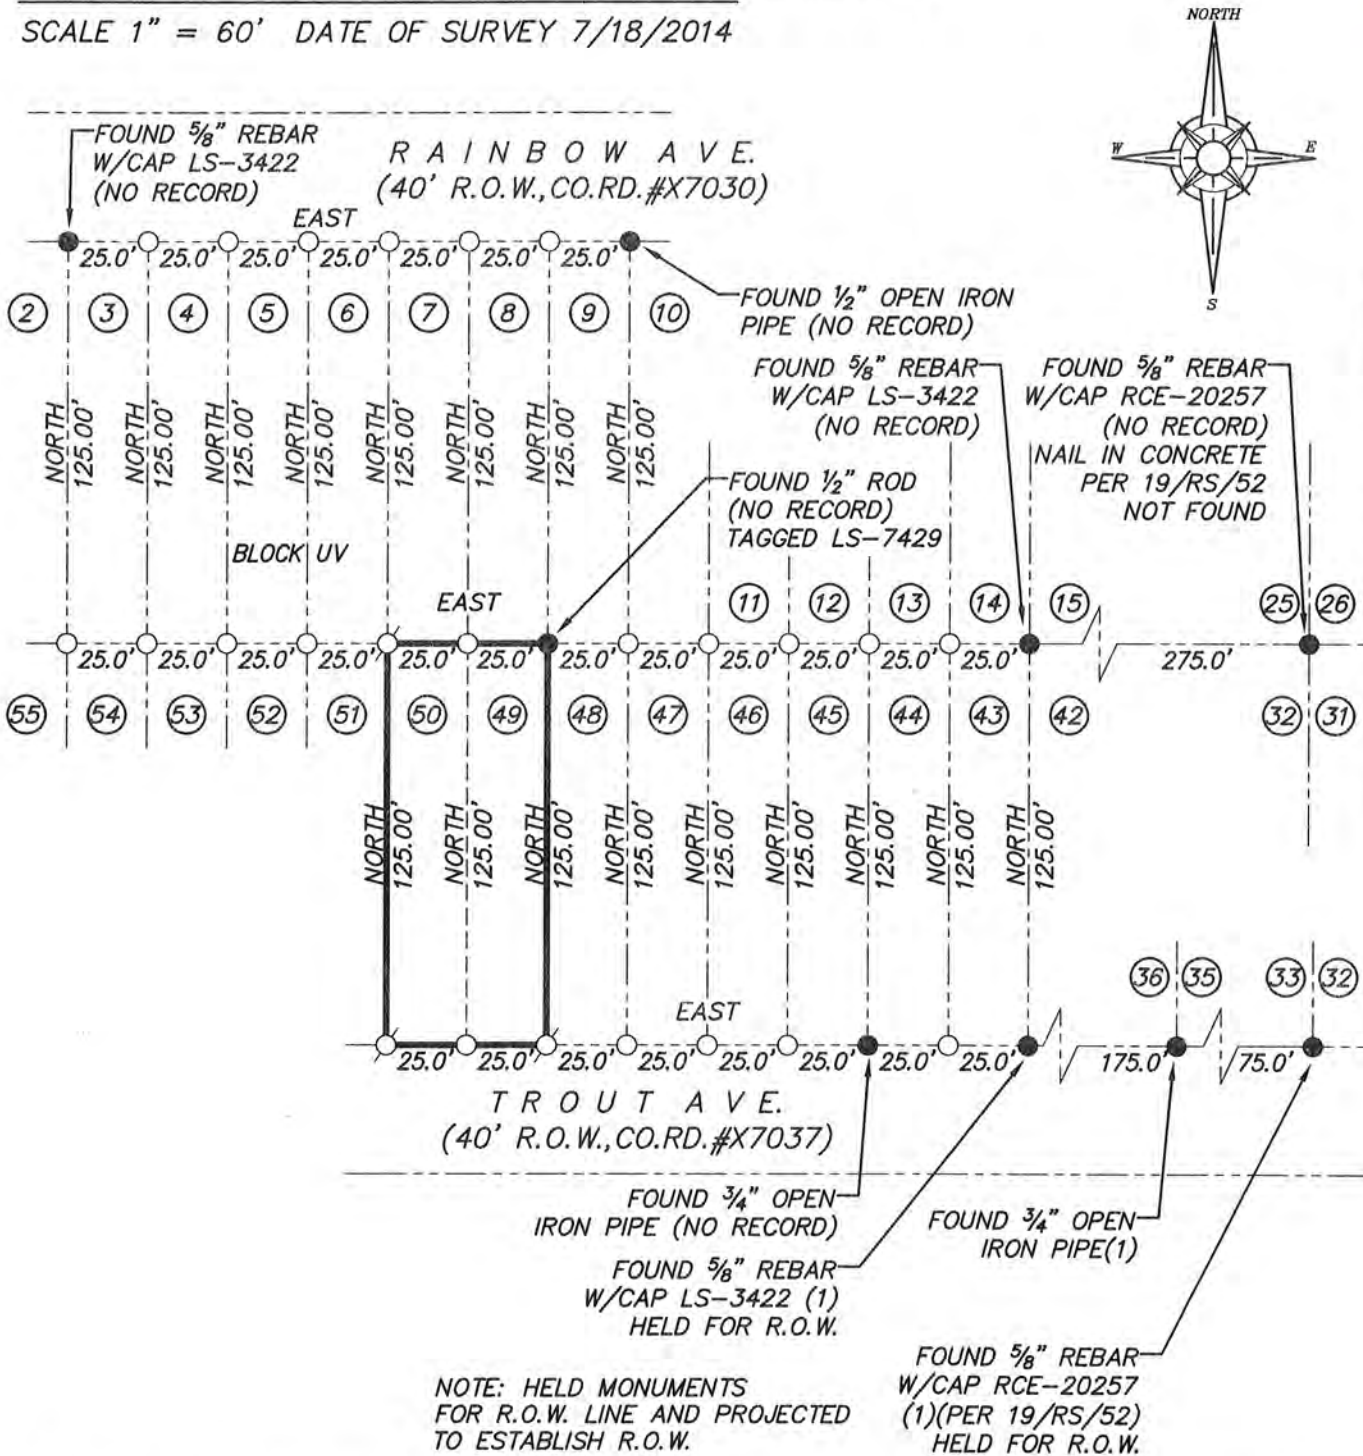 SCALE 1" = 60' DATE OF SURVEY 7/18/2014
NORTH
W
E
S
FOUND 5/8" REBAR
W/CAP LS-3422
(NO RECORD)
RAINBOW AVE.
(40' R.O.W.,CO.RD.#X7030)
EAST
25.0' 25.0' 25.0' 25.0' 25.0' 25.0' 25.0'
2 3 4 5 6 7 8 9 10
FOUND 1/2" OPEN IRON
PIPE (NO RECORD)
FOUND 5/8" REBAR
W/CAP LS-3422
(NO RECORD)
FOUND 5/8" REBAR
W/CAP RCE-20257
(NO RECORD)
NAIL IN CONCRETE
PER 19/RS/52
NOT FOUND
NORTH 125.00' NORTH 125.00' NORTH 125.00' NORTH 125.00' NORTH 125.00' NORTH 125.00' NORTH 125.00' NORTH 125.00'
FOUND 1/2" ROD
(NO RECORD)
TAGGED LS-7429
BLOCK UV
EAST
11 12 13 14 15 25 26
25.0' 25.0' 25.0' 25.0' 25.0' 25.0' 25.0' 25.0' 25.0' 25.0' 25.0' 25.0' 275.0'
55 54 53 52 51 50 49 48 47 46 45 44 43 42 32 31
NORTH 125.00' NORTH 125.00' NORTH 125.00' NORTH 125.00' NORTH 125.00' NORTH 125.00' NORTH 125.00' NORTH 125.00' NORTH 125.00'
36 35 33 32
EAST
25.0' 25.0' 25.0' 25.0' 25.0' 25.0' 25.0' 25.0' 175.0' 75.0'
TROUT AVE.
(40' R.O.W.,CO.RD.#X7037)
FOUND 3/4" OPEN
IRON PIPE (NO RECORD)
FOUND 3/4" OPEN
IRON PIPE(1)
FOUND 5/8" REBAR
W/CAP LS-3422 (1)
HELD FOR R.O.W.
FOUND 5/8" REBAR
W/CAP RCE-20257
(1)(PER 19/RS/52)
HELD FOR R.O.W.
NOTE: HELD MONUMENTS
FOR R.O.W. LINE AND PROJECTED
TO ESTABLISH R.O.W.